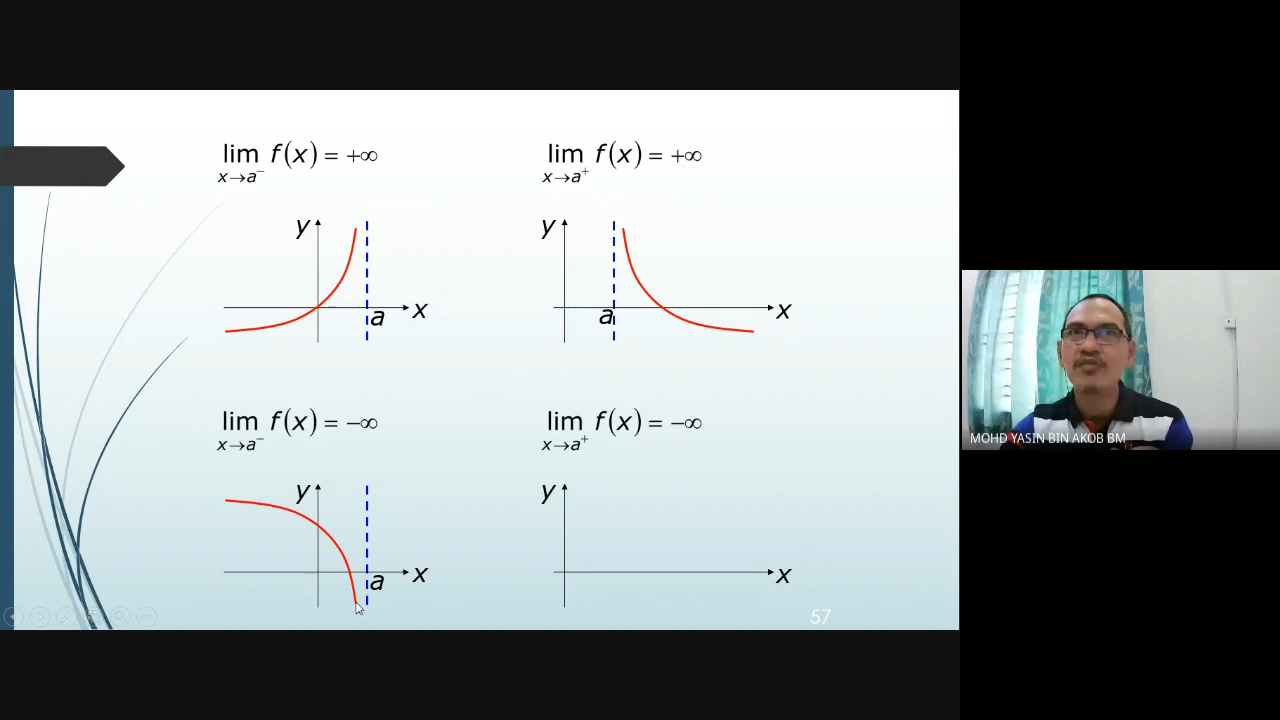 lim f(x) = +∞
x→a⁻
lim f(x) = +∞
x→a⁺
y
a
x
y
a
x
lim f(x) = −∞
x→a⁻
lim f(x) = −∞
x→a⁺
y
a
x
y
x
57
MOHD YASIN BIN AKOB BM